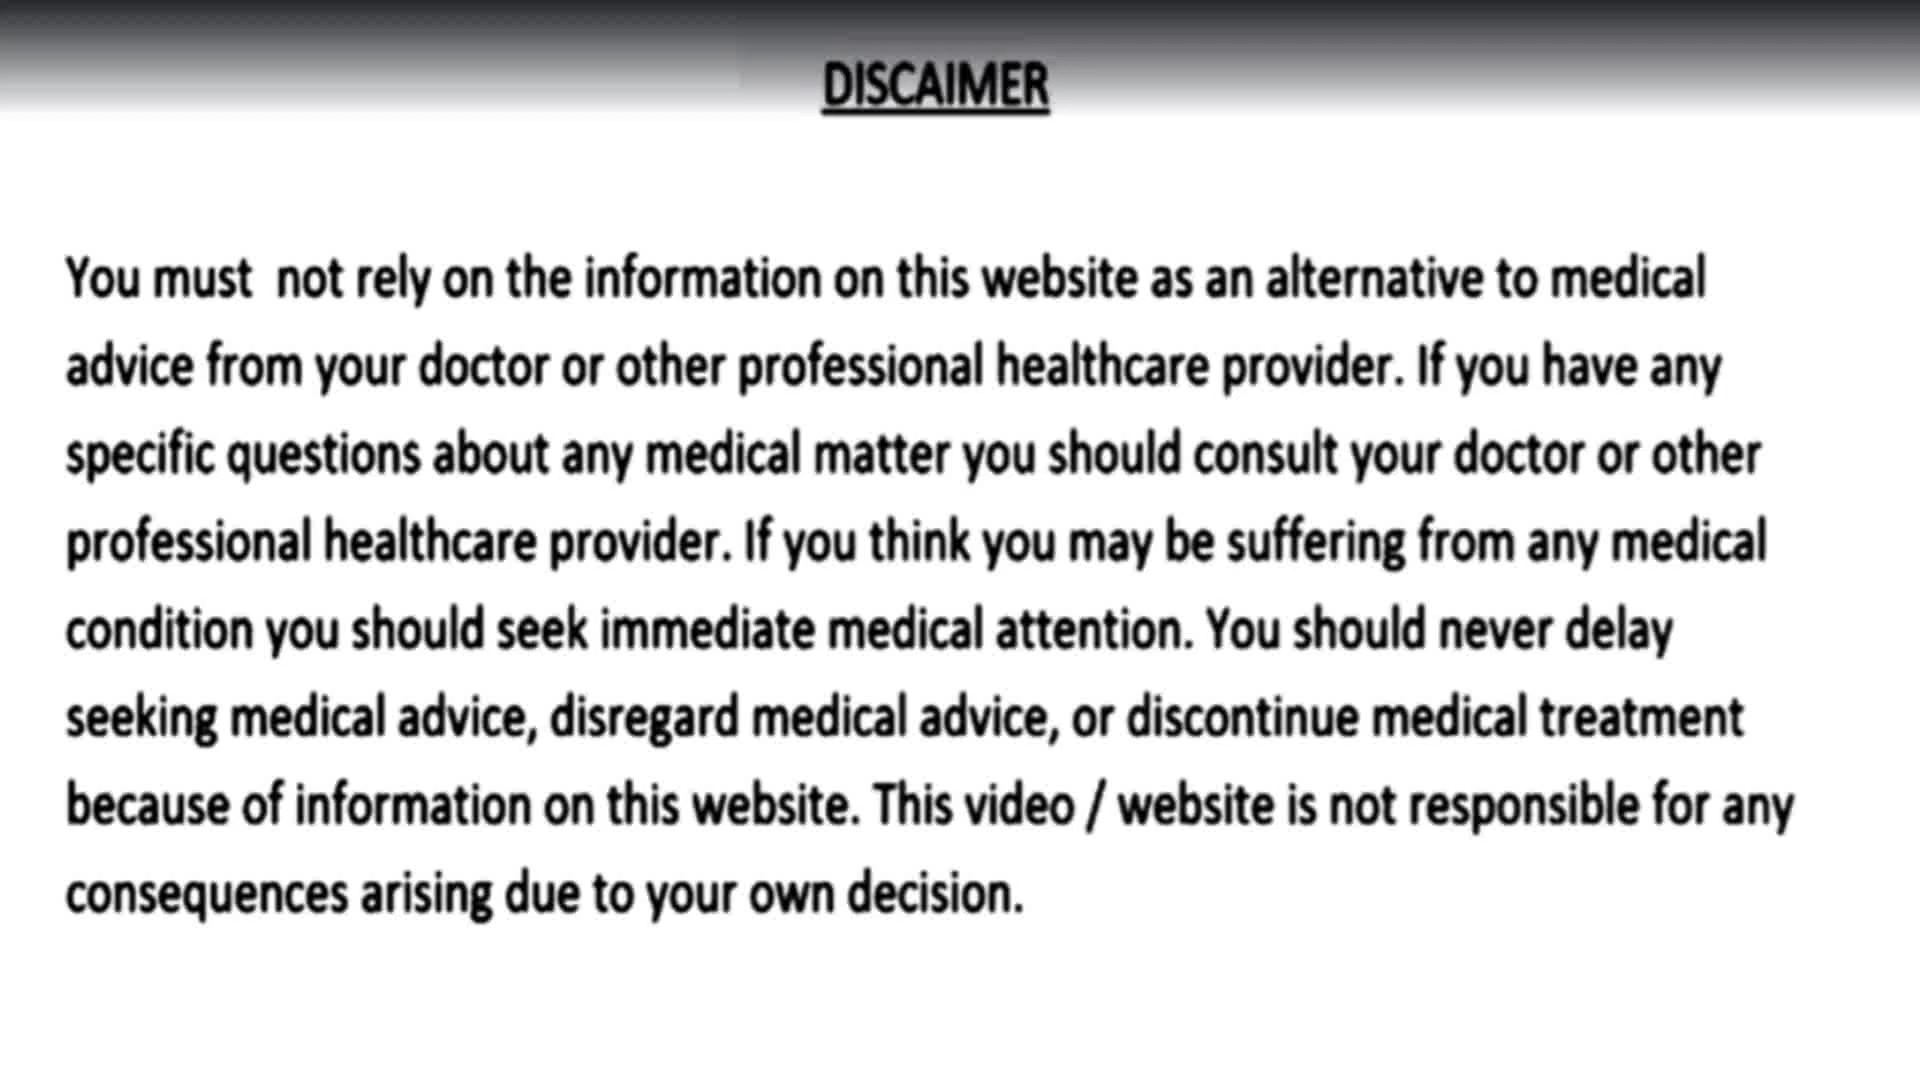 DISCAIMER
You must  not rely on the information on this website as an alternative to medical
advice from your doctor or other professional healthcare provider. If you have any
specific questions about any medical matter you should consult your doctor or other
professional healthcare provider. If you think you may be suffering from any medical
condition you should seek immediate medical attention. You should never delay
seeking medical advice, disregard medical advice, or discontinue medical treatment
because of information on this website. This video / website is not responsible for any
consequences arising due to your own decision.